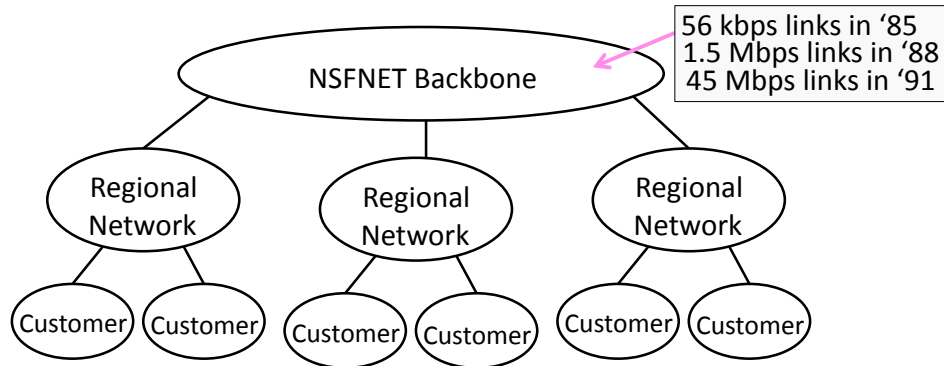 56 kbps links in ‘85
1.5 Mbps links in ‘88
45 Mbps links in ‘91
NSFNET Backbone
Regional
Network
Regional
Network
Regional
Network
Customer
Customer
Customer
Customer
Customer
Customer